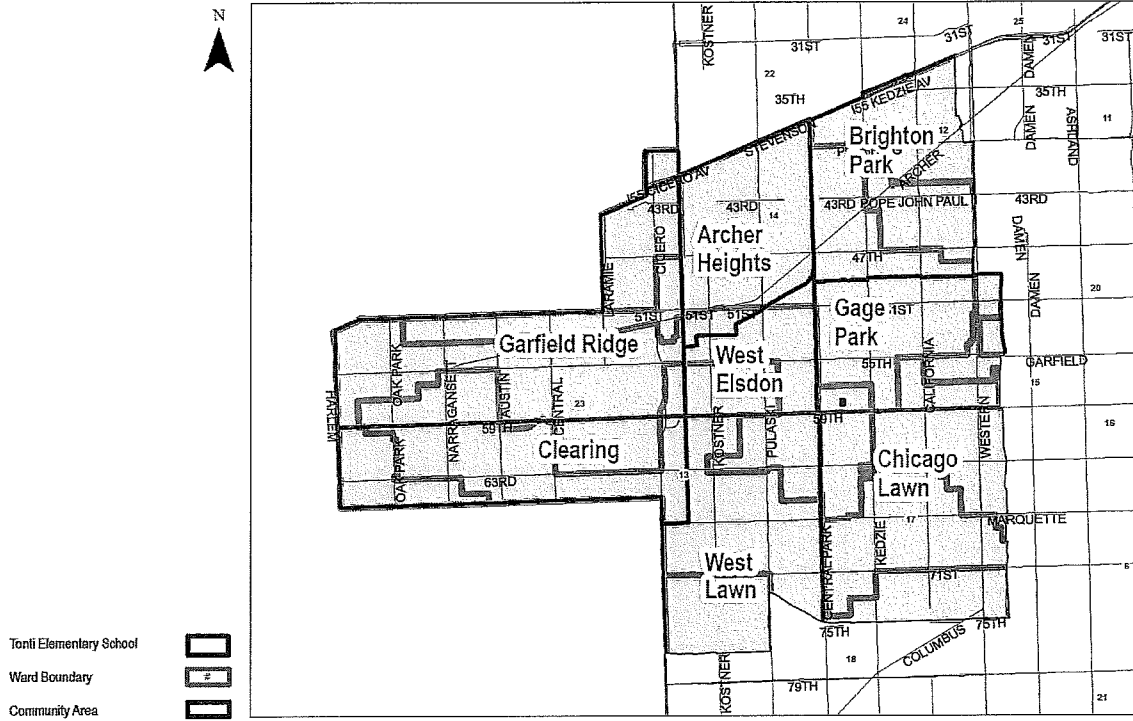 N
KOSTNER
24
25
31ST
31ST
31ST
31ST
DAMEN
22
35TH
I55 KEDZIE AV
35TH
STEVENSON
12
11
Brighton
Park
ARCHER
DAMEN
ASHLAND
I55 CICERO AV
43RD
43RD
14
43RD POPE JOHN PAUL
43RD
Archer
Heights
CICERO
LARAMIE
47TH
DAMEN
DAMEN
20
51ST
51ST
51ST
Gage
Park
Garfield Ridge
West
Elsdon
55TH
GARFIELD
15
OAK PARK
NARRAGANSETT
AUSTIN
CENTRAL
CALIFORNIA
HARLEM
23
59TH
59TH
KOSTNER
PULASKI
WESTERN
16
Clearing
Chicago
Lawn
OAK PARK
63RD
13
17
MARQUETTE
CENTRAL PARK
KEDZIE
West
Lawn
71ST
6
75TH
75TH
COLUMBUS
KOSTNER
18
79TH
21
Tonti Elementary School
Ward Boundary
#
Community Area